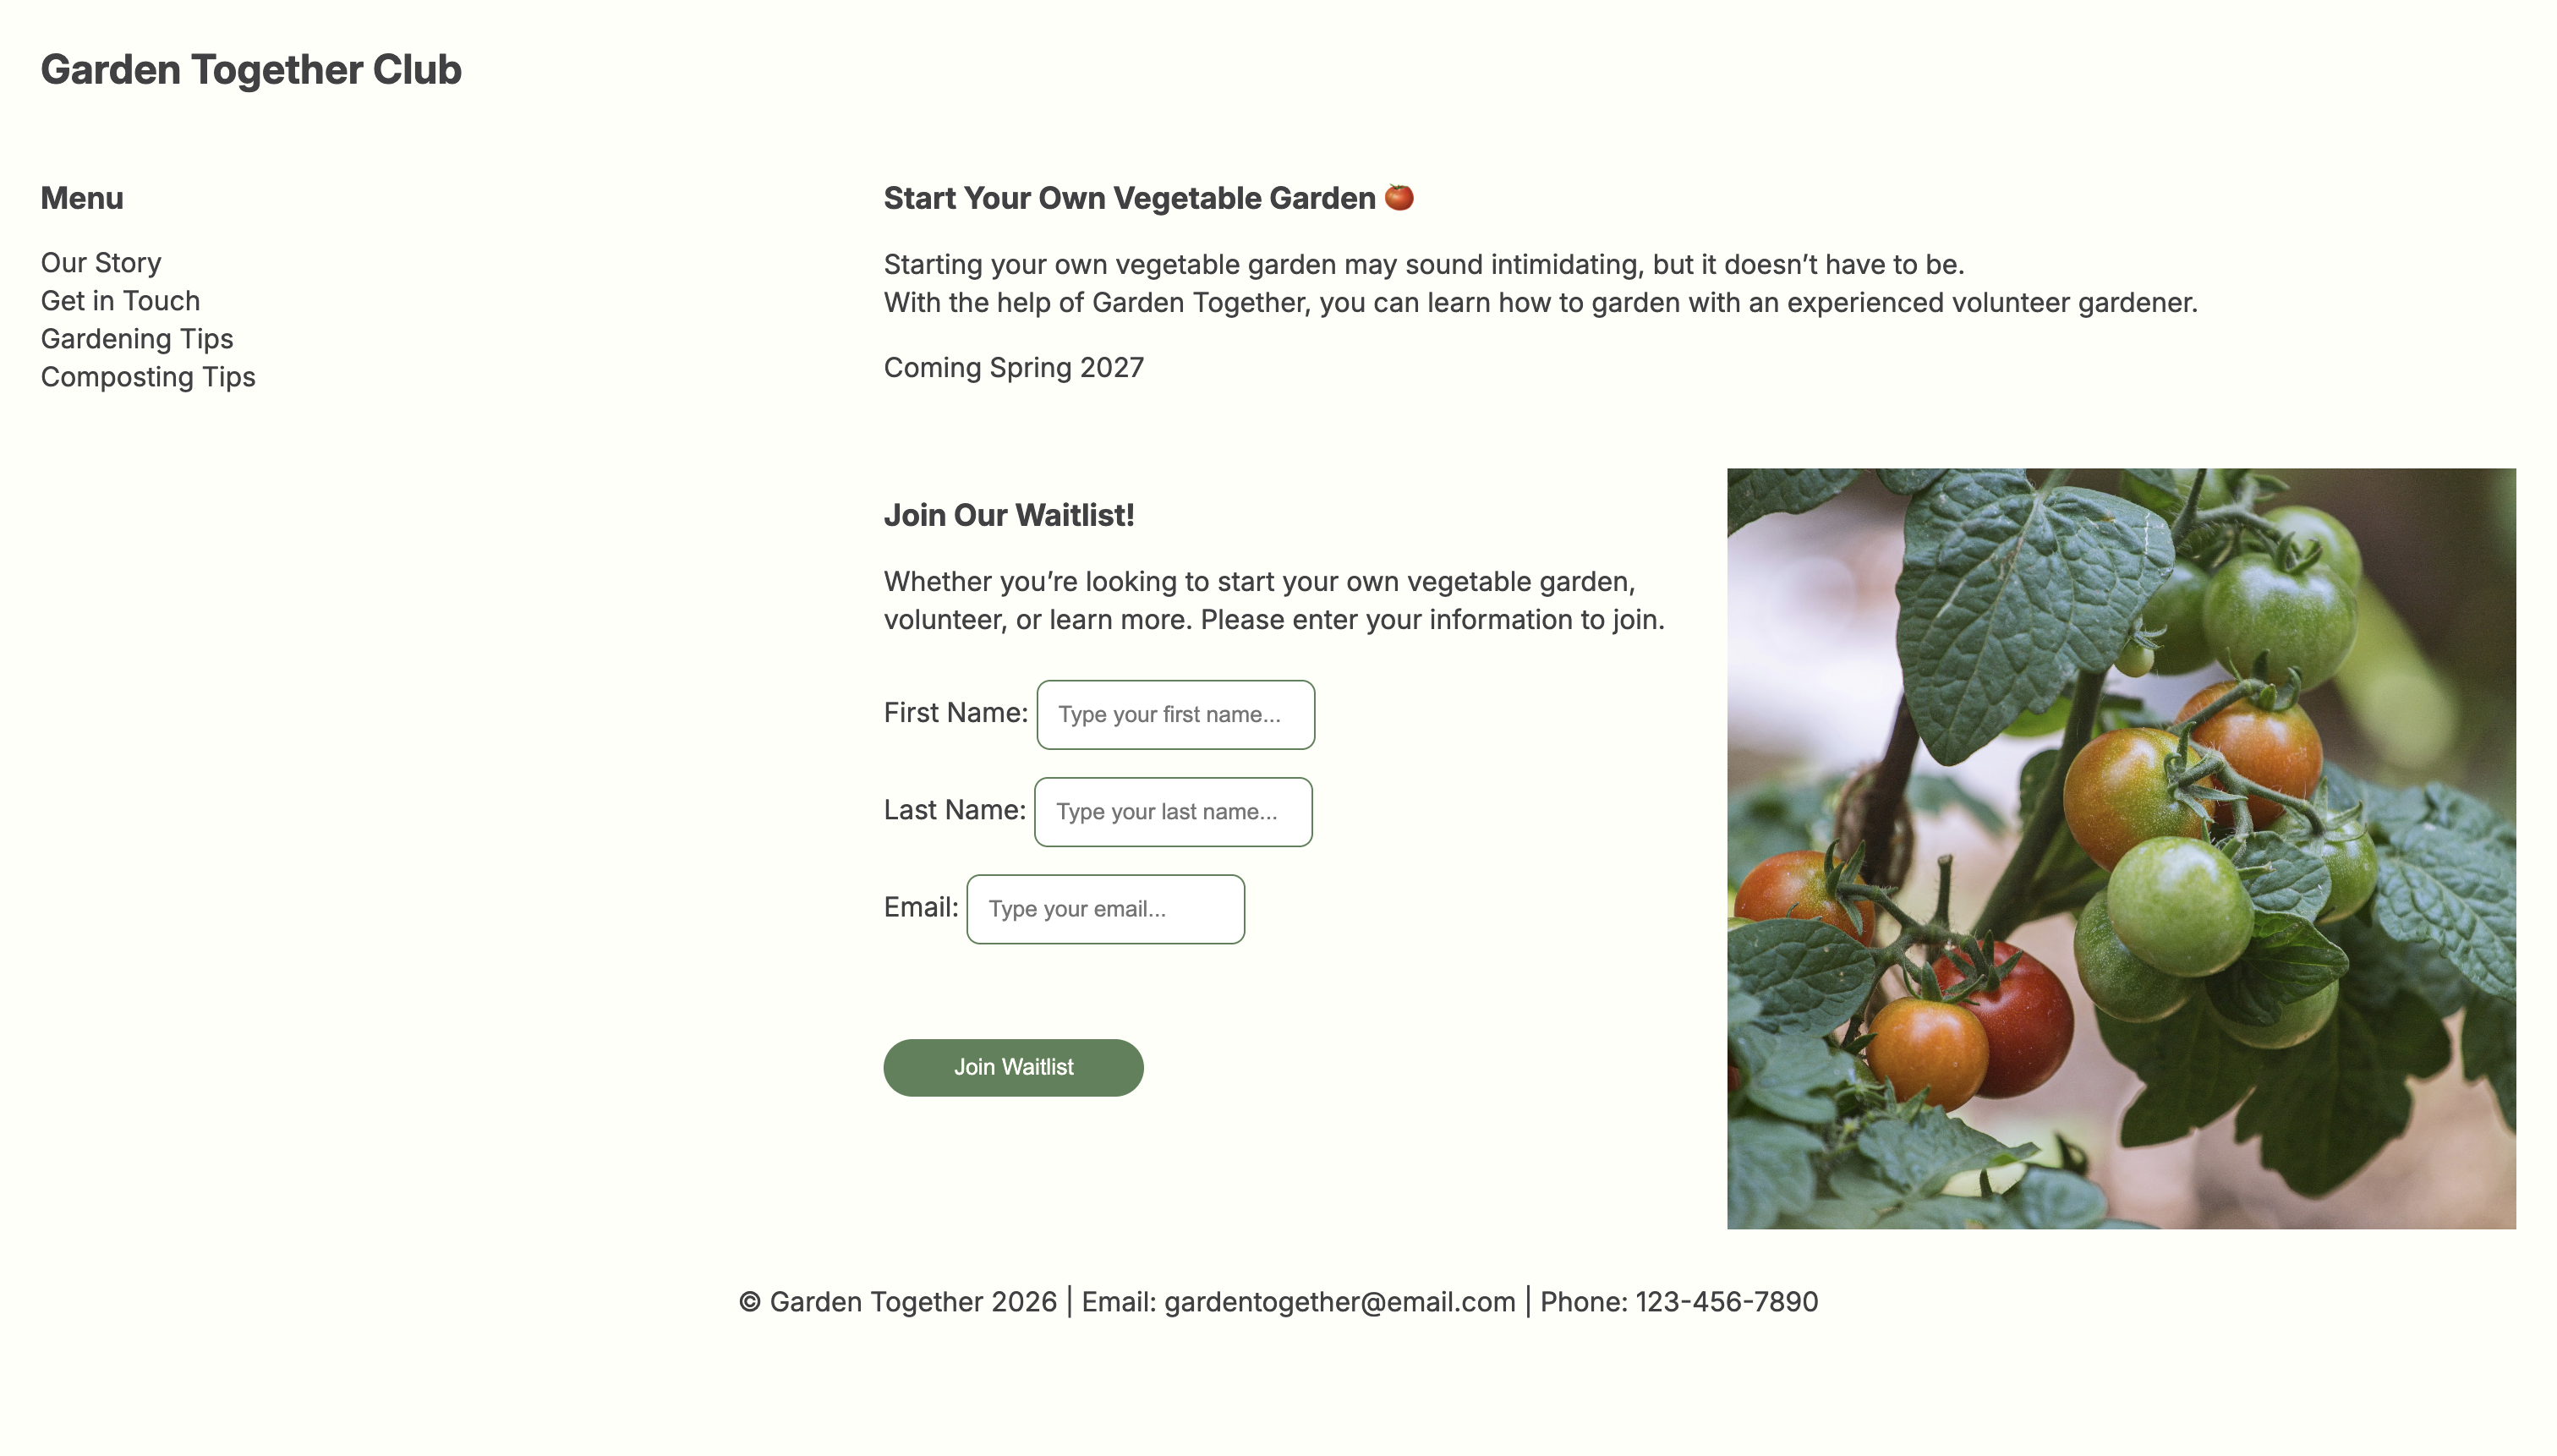 Garden Together Club
Menu
Our Story
Get in Touch
Gardening Tips
Composting Tips
Start Your Own Vegetable Garden 🍅
Starting your own vegetable garden may sound intimidating, but it doesn’t have to be.
With the help of Garden Together, you can learn how to garden with an experienced volunteer gardener.
Coming Spring 2027
Join Our Waitlist!
Whether you’re looking to start your own vegetable garden,
volunteer, or learn more. Please enter your information to join.
First Name: Type your first name...
Last Name: Type your last name...
Email: Type your email...
Join Waitlist
© Garden Together 2026 | Email: gardentogether@email.com | Phone: 123-456-7890